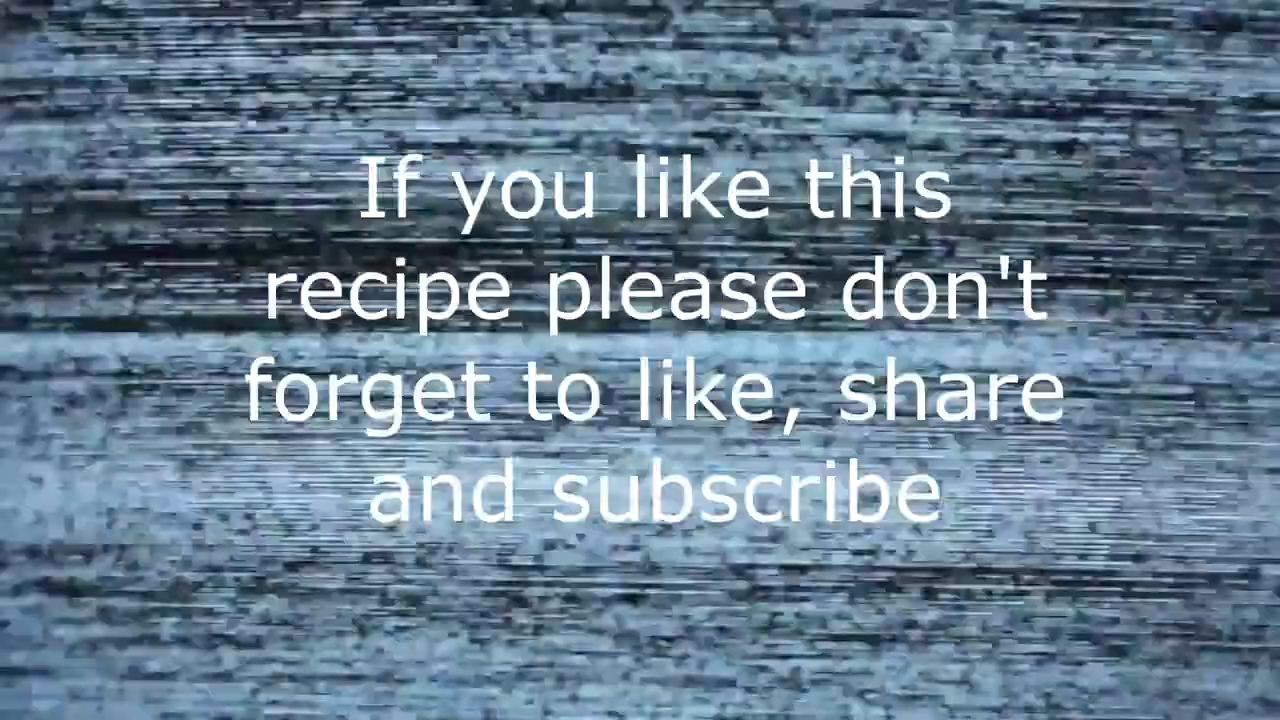 If you like this
recipe please don't
forget to like, share
and subscribe